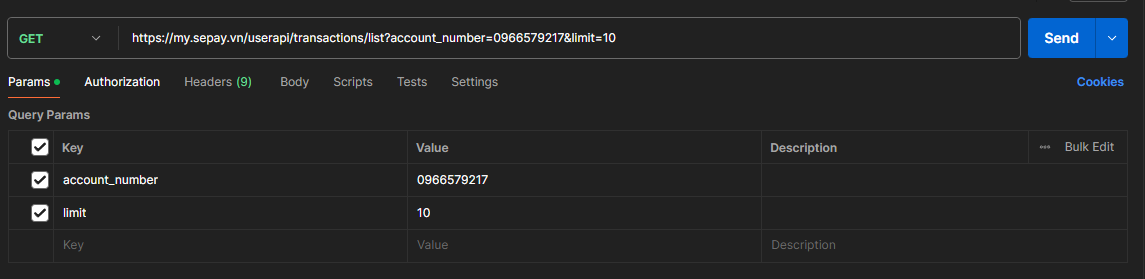 GET https://my.sepay.vn/userapi/transactions/list?account_number=0966579217&limit=10 Send
Params Authorization Headers (9) Body Scripts Tests Settings Cookies
Query Params
Key Value Description Bulk Edit
account_number 0966579217
limit 10
Key Value Description